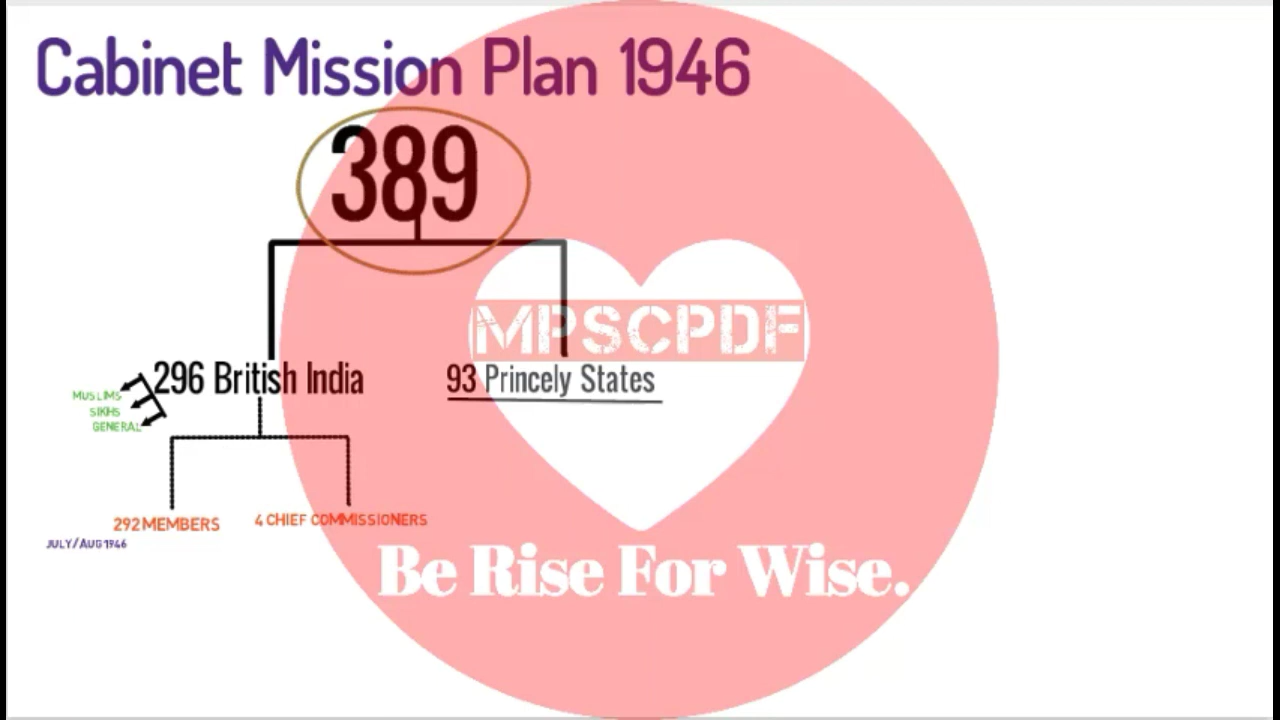 Cabinet Mission Plan 1946
389
MPSCPDF
296 British India
93 Princely States
MUSLIMS
SIKHS
GENERAL
292 MEMBERS
4 CHIEF COMMISSIONERS
JULY/AUG 1946
Be Rise For Wise.